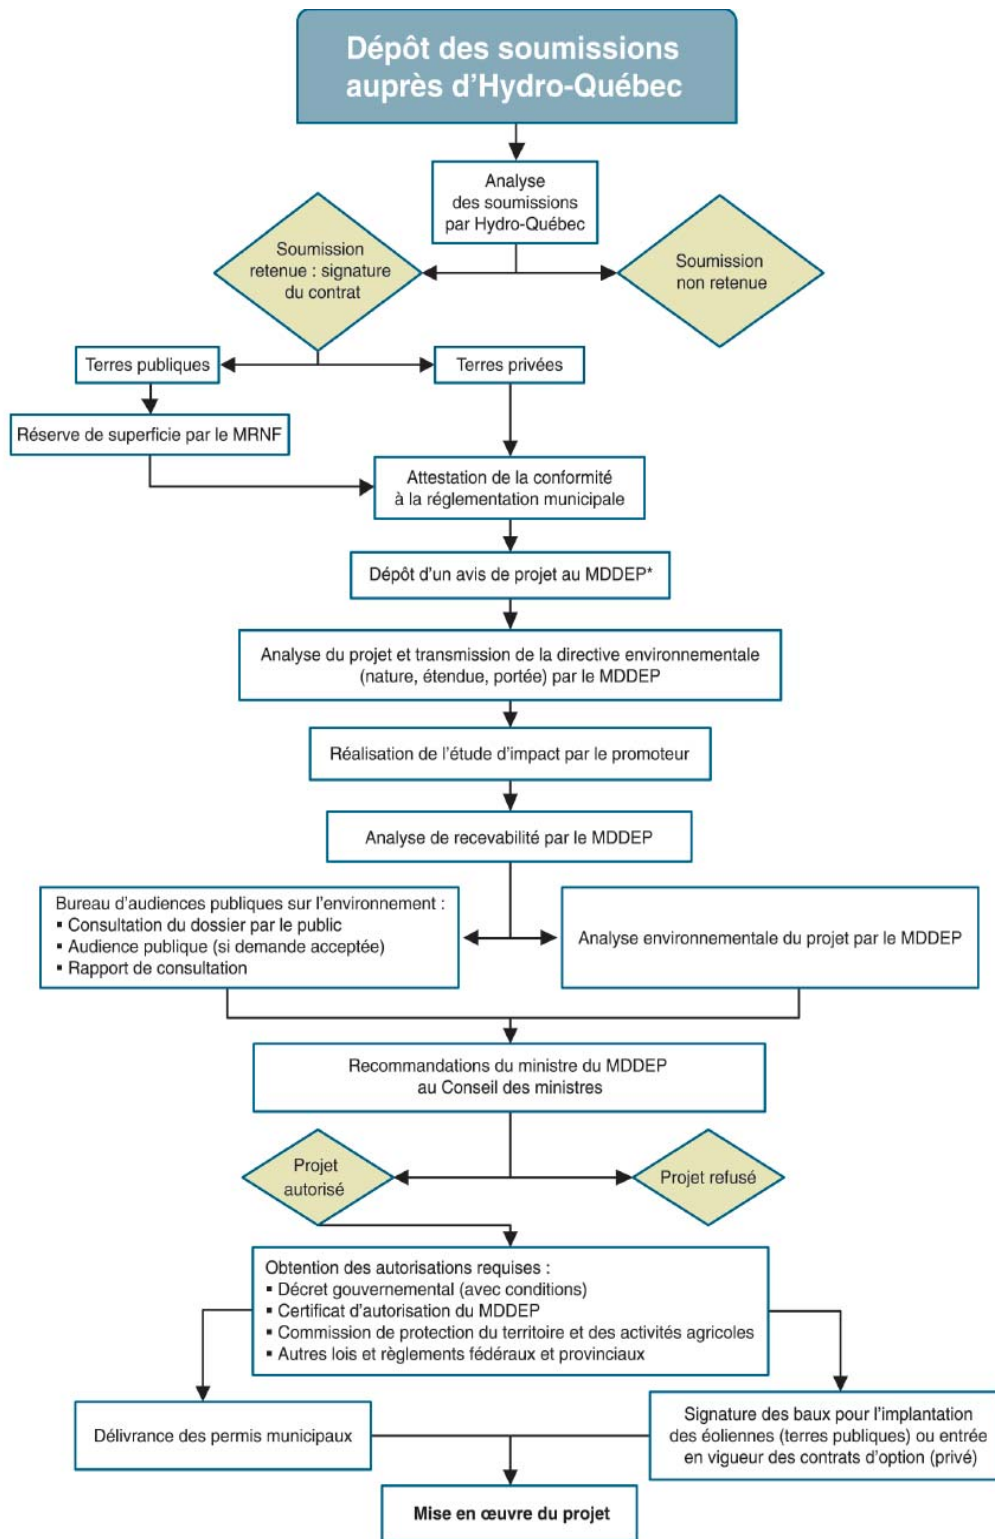 Dépôt des soumissions
auprès d'Hydro-Québec
Analyse
des soumissions
par Hydro-Québec
Soumission
retenue : signature
du contrat
Soumission
non retenue
Terres publiques
Terres privées
Réserve de superficie par le MRNF
Attestation de la conformité
à la réglementation municipale
Dépôt d'un avis de projet au MDDEP*
Analyse du projet et transmission de la directive environnementale
(nature, étendue, portée) par le MDDEP
Réalisation de l'étude d'impact par le promoteur
Analyse de recevabilité par le MDDEP
Bureau d'audiences publiques sur l'environnement :
▪ Consultation du dossier par le public
▪ Audience publique (si demande acceptée)
▪ Rapport de consultation
Analyse environnementale du projet par le MDDEP
Recommandations du ministre du MDDEP
au Conseil des ministres
Projet
autorisé
Projet refusé
Obtention des autorisations requises :
▪ Décret gouvernemental (avec conditions)
▪ Certificat d'autorisation du MDDEP
▪ Commission de protection du territoire et des activités agricoles
▪ Autres lois et règlements fédéraux et provinciaux
Délivrance des permis municipaux
Signature des baux pour l'implantation
des éoliennes (terres publiques) ou entrée
en vigueur des contrats d'option (privé)
Mise en œuvre du projet